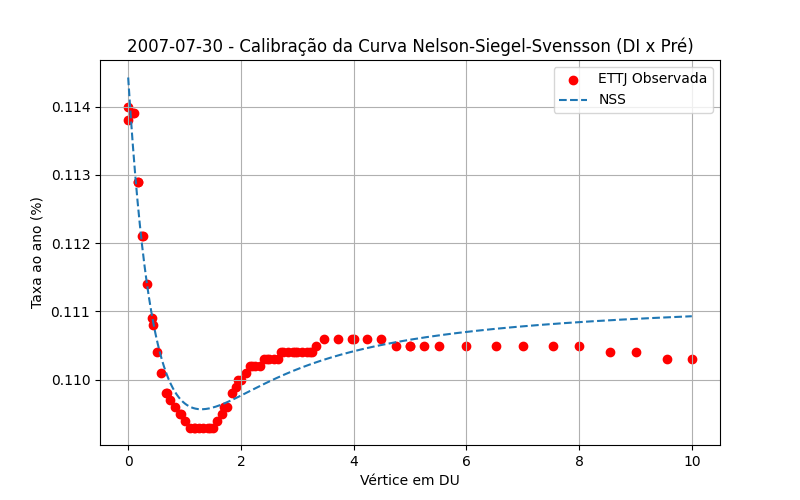 2007-07-30 - Calibração da Curva Nelson-Siegel-Svensson (DI x Pré)
ETTJ Observada
NSS
Taxa ao ano (%)
0.114
0.113
0.112
0.111
0.110
0 2 4 6 8 10
Vértice em DU